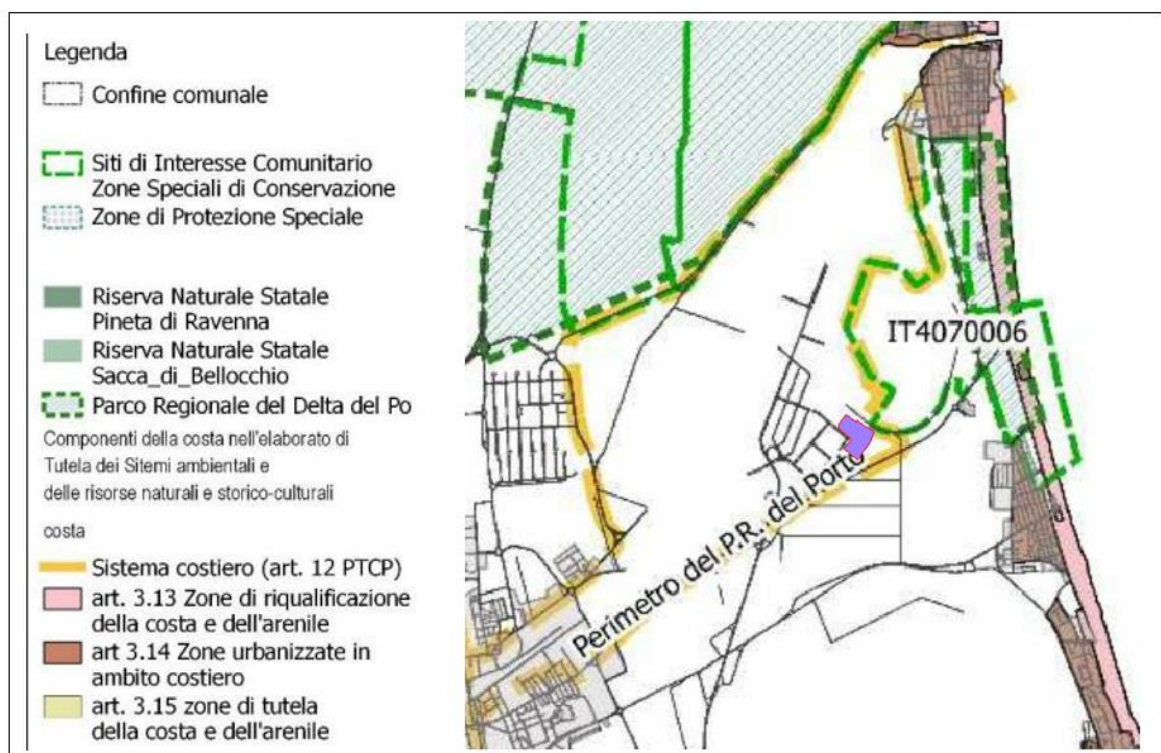 Legenda
Confine comunale
Siti di Interesse Comunitario
Zone Speciali di Conservazione
Zone di Protezione Speciale
Riserva Naturale Statale
Pineta di Ravenna
Riserva Naturale Statale
Sacca_di_Bellocchio
Parco Regionale del Delta del Po
Componenti della costa nell'elaborato di
Tutela dei Sitemi ambientali e
delle risorse naturali e storico-culturali
costa
Sistema costiero (art. 12 PTCP)
art. 3.13 Zone di riqualificazione
della costa e dell'arenile
art 3.14 Zone urbanizzate in
ambito costiero
art. 3.15 zone di tutela
della costa e dell'arenile
IT4070006
Perimetro del P.R. del Porto